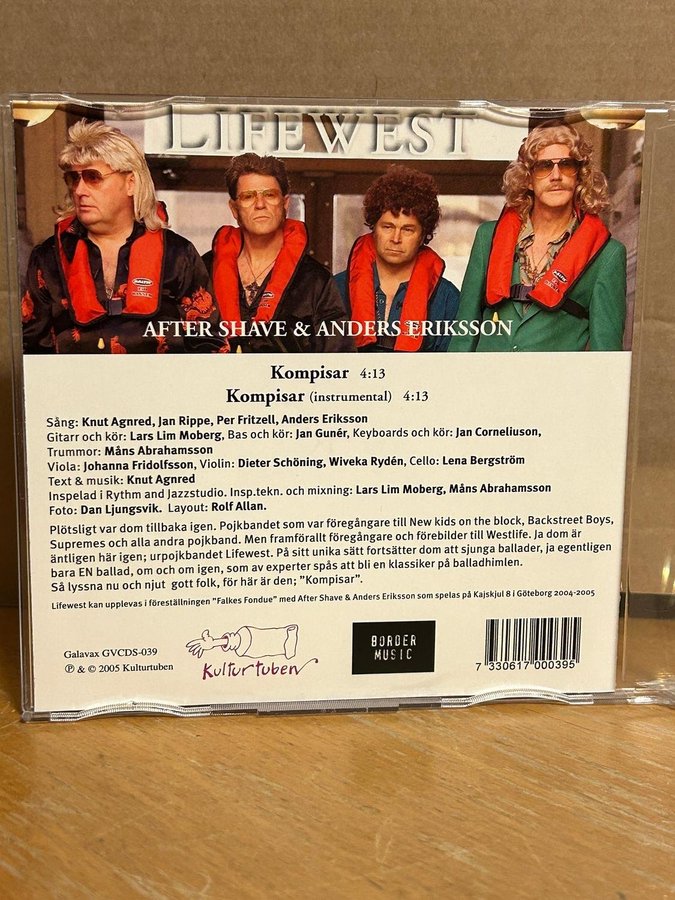 LIFEWEST
AFTER SHAVE & ANDERS ERIKSSON
Kompisar 4:13
Kompisar (instrumental) 4:13
Sång: Knut Agnred, Jan Rippe, Per Fritzell, Anders Eriksson
Gitarr och kör: Lars Lim Moberg, Bas och kör: Jan Gunér, Keyboards och kör: Jan Corneliuson,
Trummor: Måns Abrahamsson
Viola: Johanna Fridolfsson, Violin: Dieter Schöning, Wiveka Rydén, Cello: Lena Bergström
Text & musik: Knut Agnred
Inspelad i Rythm and Jazzstudio. Insp.tekn. och mixning: Lars Lim Moberg, Måns Abrahamsson
Foto: Dan Ljungsvik. Layout: Rolf Allan.
Plötsligt var dom tillbaka igen. Pojkbandet som var föregångare till New kids on the block, Backstreet Boys,
Supremes och alla andra pojkband. Men framförallt föregångare och förebilder till Westlife. Ja dom är
äntligen här igen; urpojkbandet Lifewest. På sitt unika sätt fortsätter dom att sjunga ballader, ja egentligen
bara EN ballad, om och om igen, som av experter spås att bli en klassiker på balladhimlen.
Så lyssna nu och njut gott folk, för här är den; ”Kompisar”.
Lifewest kan upplevas i föreställningen ”Falkes Fondue” med After Shave & Anders Eriksson som spelas på Kajskjul 8 i Göteborg 2004-2005
Galavax GVCDS-039
℗ & © 2005 Kulturtuben
Kulturtuben
BORDER
MUSIC
7 330617 000395